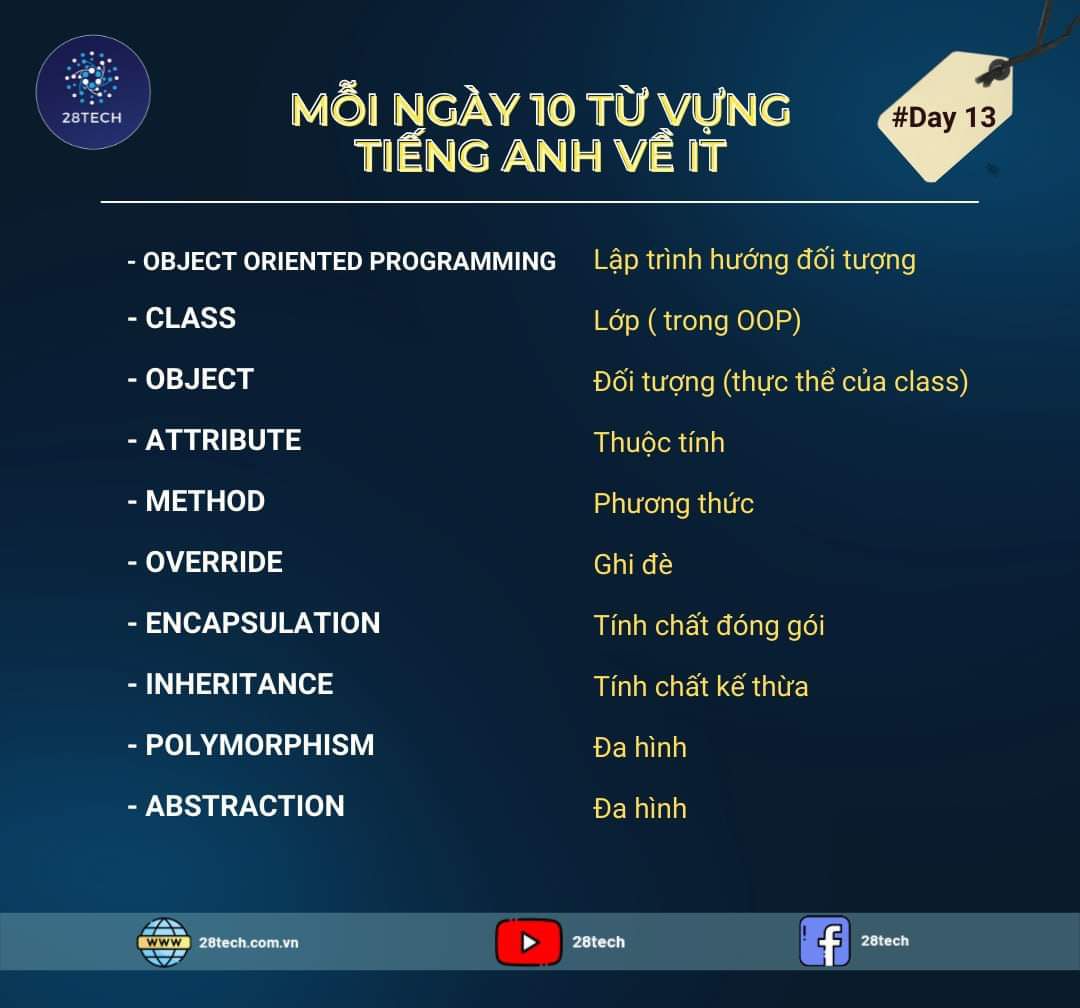 28TECH
MỖI NGÀY 10 TỪ VỰNG
TIẾNG ANH VỀ IT
#Day 13
- OBJECT ORIENTED PROGRAMMING Lập trình hướng đối tượng
- CLASS Lớp ( trong OOP)
- OBJECT Đối tượng (thực thể của class)
- ATTRIBUTE Thuộc tính
- METHOD Phương thức
- OVERRIDE Ghi đè
- ENCAPSULATION Tính chất đóng gói
- INHERITANCE Tính chất kế thừa
- POLYMORPHISM Đa hình
- ABSTRACTION Đa hình
WWW 28tech.com.vn 28tech f 28tech